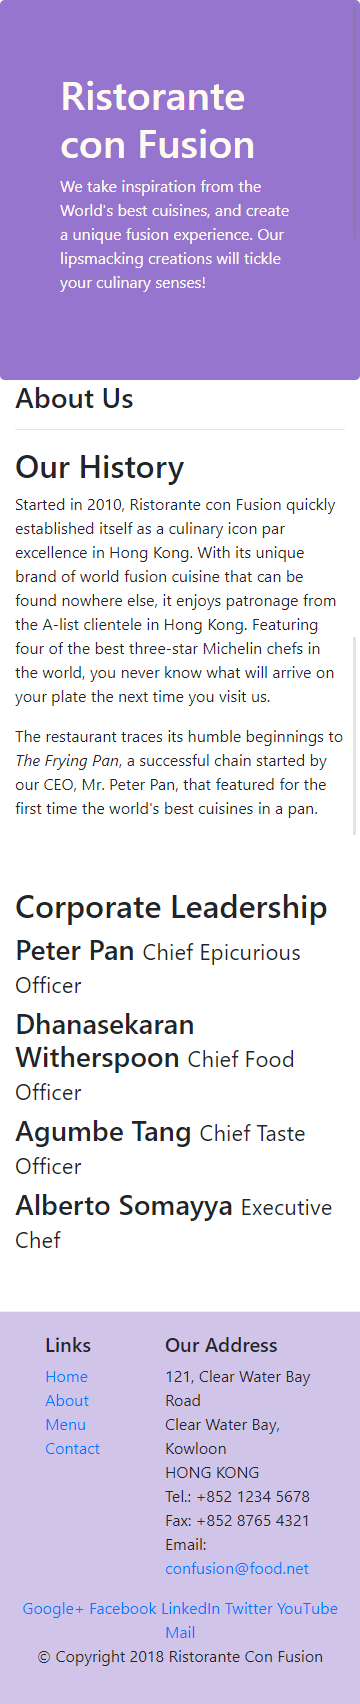 Ristorante
con Fusion
We take inspiration from the
World's best cuisines, and create
a unique fusion experience. Our
lipsmacking creations will tickle
your culinary senses!
About Us
Our History
Started in 2010, Ristorante con Fusion quickly
established itself as a culinary icon par
excellence in Hong Kong. With its unique
brand of world fusion cuisine that can be
found nowhere else, it enjoys patronage from
the A-list clientele in Hong Kong. Featuring
four of the best three-star Michelin chefs in
the world, you never know what will arrive on
your plate the next time you visit us.
The restaurant traces its humble beginnings to
The Frying Pan, a successful chain started by
our CEO, Mr. Peter Pan, that featured for the
first time the world's best cuisines in a pan.
Corporate Leadership
Peter Pan Chief Epicurious
Officer
Dhanasekaran
Witherspoon Chief Food
Officer
Agumbe Tang Chief Taste
Officer
Alberto Somayya Executive
Chef
Links
Home
About
Menu
Contact
Our Address
121, Clear Water Bay
Road
Clear Water Bay,
Kowloon
HONG KONG
Tel.: +852 1234 5678
Fax: +852 8765 4321
Email:
confusion@food.net
Google+ Facebook LinkedIn Twitter YouTube
Mail
© Copyright 2018 Ristorante Con Fusion